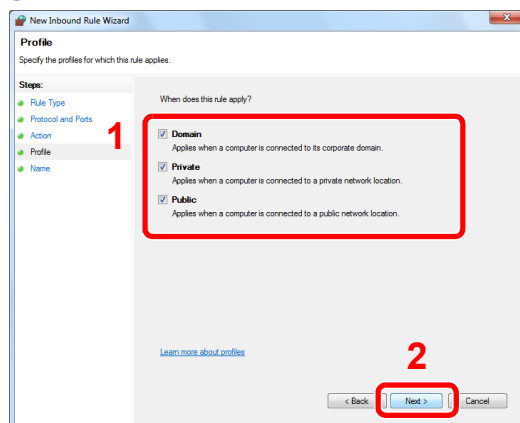 New Inbound Rule Wizard
Profile
Specify the profiles for which this rule applies.
Steps:
Rule Type
Protocol and Ports
Action
Profile
Name
1
When does this rule apply?
Domain
Applies when a computer is connected to its corporate domain.
Private
Applies when a computer is connected to a private network location.
Public
Applies when a computer is connected to a public network location.
Learn more about profiles
2
< Back
Next >
Cancel